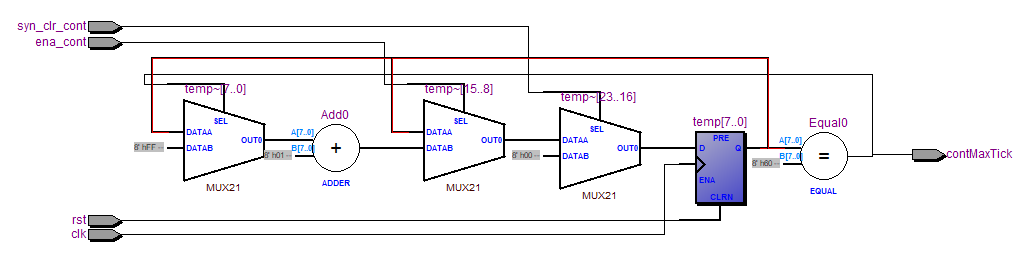 syn_clr_cont
ena_cont
temp~[7..0]
SEL
DATAA
DATAB
OUT0
8' hFF
MUX21
Add0
A[7..0]
B[7..0]
8' h01
+
ADDER
temp~[15..8]
SEL
DATAA
DATAB
OUT0
MUX21
temp~[23..16]
SEL
DATAA
DATAB
OUT0
8' h00
MUX21
temp[7..0]
PRE
D
Q
ENA
CLRN
Equal0
A[7..0]
B[7..0]
8' h60
=
EQUAL
contMaxTick
rst
clk